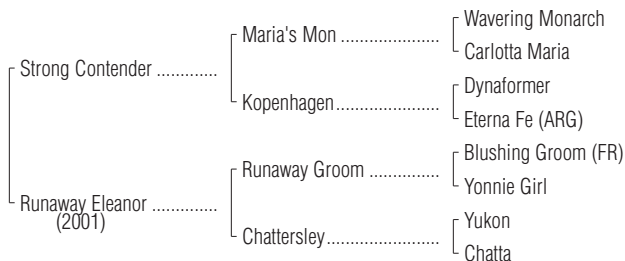 Wavering Monarch
Maria's Mon ...................
Carlotta Maria
Strong Contender .............
Dynaformer
Kopenhagen....................
Eterna Fe (ARG)
Blushing Groom (FR)
Runaway Groom ..............
Yonnie Girl
Runaway Eleanor ..............
(2001)
Yukon
Chattersley......................
Chatta